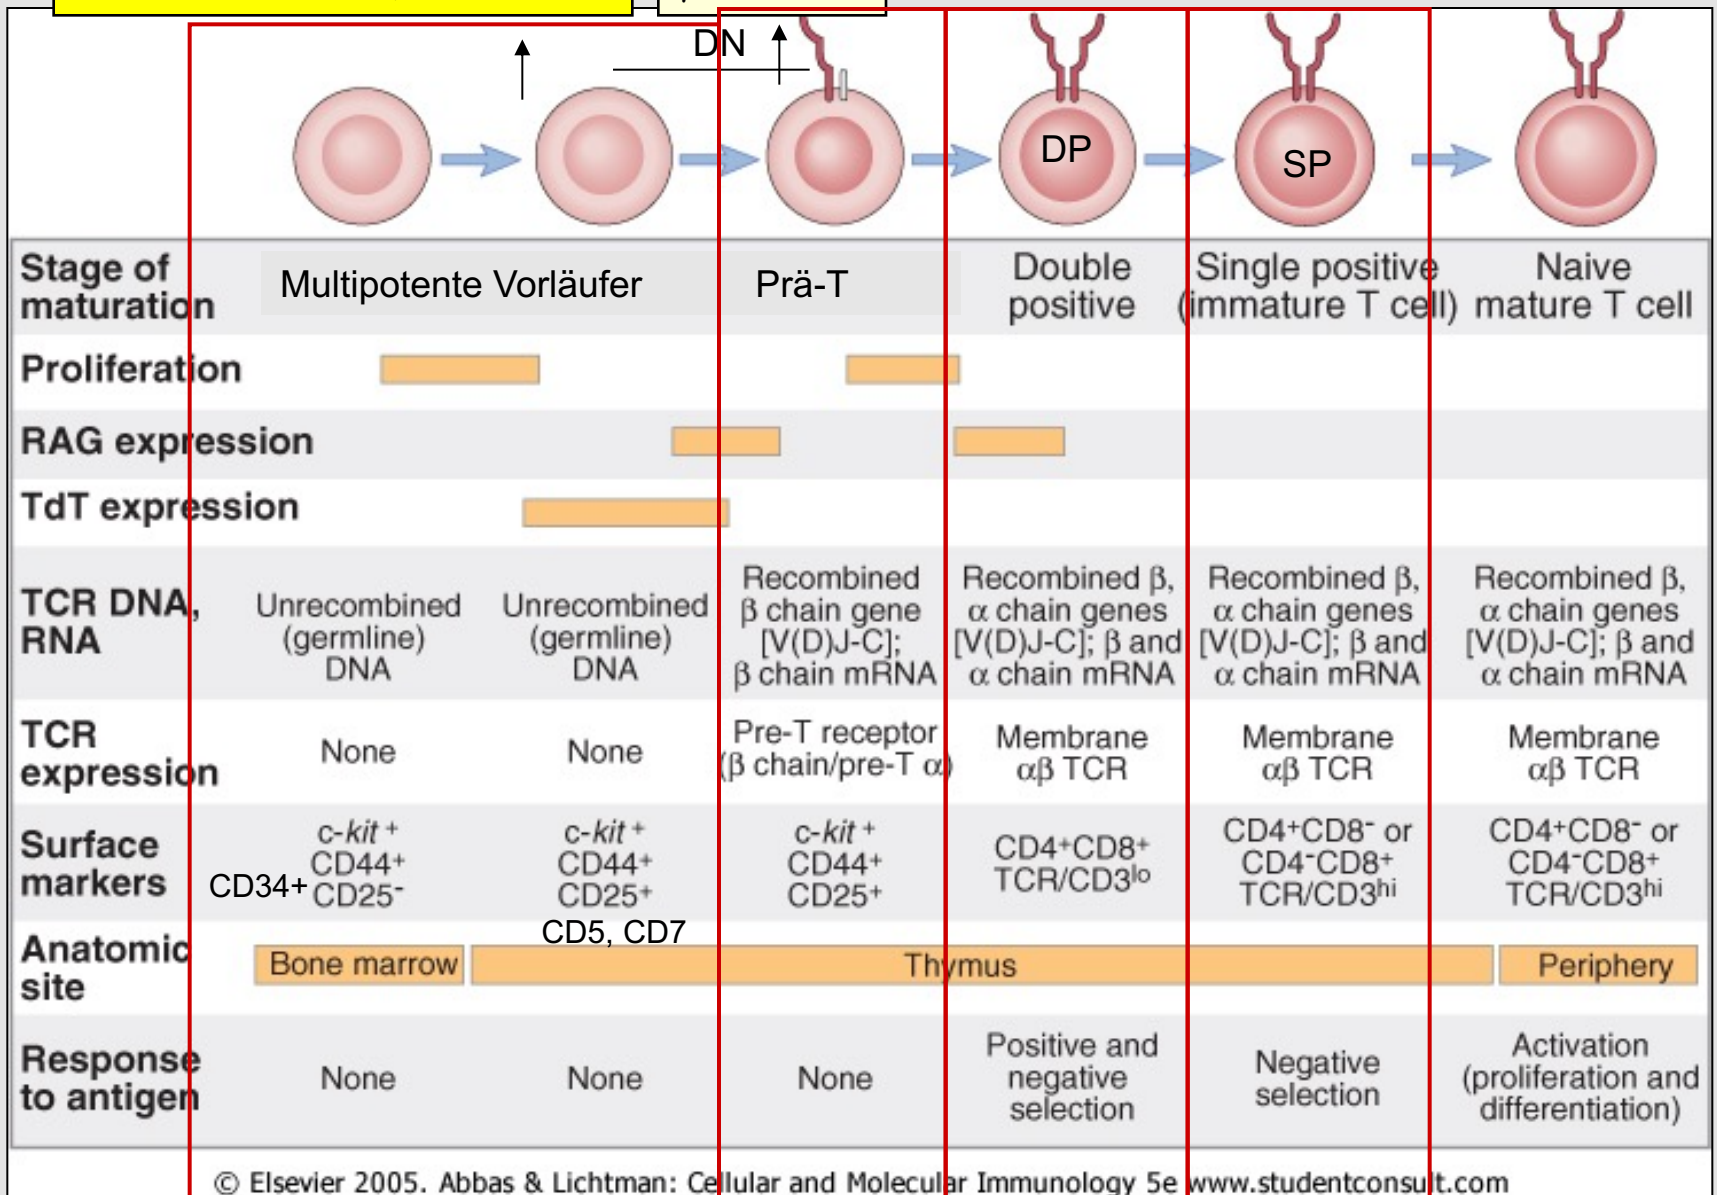 DN
DP
SP
Stage of
maturation
Multipotente Vorläufer
Prä-T
Double
positive
Single positive
(immature T cell)
Naive
mature T cell
Proliferation
RAG expression
TdT expression
TCR DNA,
RNA
Unrecombined
(germline)
DNA
Unrecombined
(germline)
DNA
Recombined
β chain gene
[V(D)J-C];
β chain mRNA
Recombined β,
α chain genes
[V(D)J-C]; β and
α chain mRNA
Recombined β,
α chain genes
[V(D)J-C]; β and
α chain mRNA
Recombined β,
α chain genes
[V(D)J-C]; β and
α chain mRNA
TCR
expression
None
None
Pre-T receptor
(β chain/pre-T α)
Membrane
αβ TCR
Membrane
αβ TCR
Membrane
αβ TCR
Surface
markers
CD34+
c-kit +
CD44+
CD25-
c-kit +
CD44+
CD25+
CD5, CD7
c-kit +
CD44+
CD25+
CD4+CD8+
TCR/CD3lo
CD4+CD8- or
CD4-CD8+
TCR/CD3hi
CD4+CD8- or
CD4-CD8+
TCR/CD3hi
Anatomic
site
Bone marrow
Thymus
Periphery
Response
to antigen
None
None
None
Positive and
negative
selection
Negative
selection
Activation
(proliferation and
differentiation)
© Elsevier 2005. Abbas & Lichtman: Cellular and Molecular Immunology 5e www.studentconsult.com